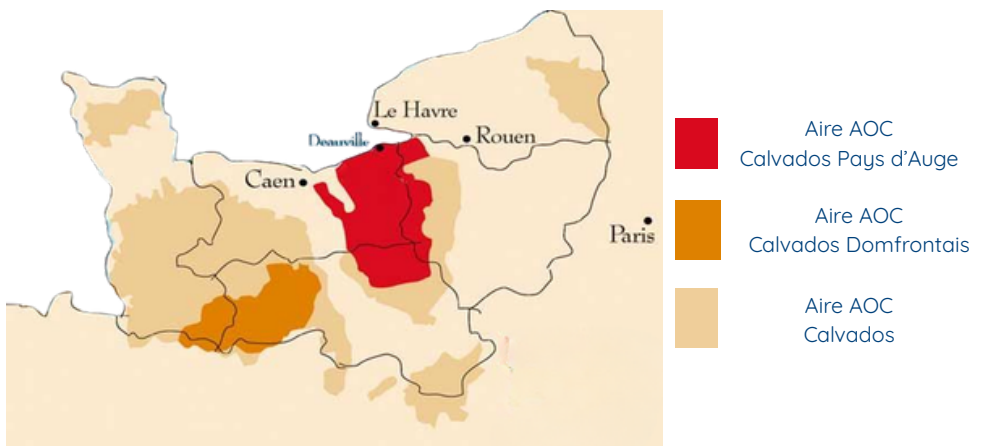 Le Havre
Deauville
Rouen
Caen
Paris
Aire AOC
Calvados Pays d'Auge
Aire AOC
Calvados Domfrontais
Aire AOC
Calvados